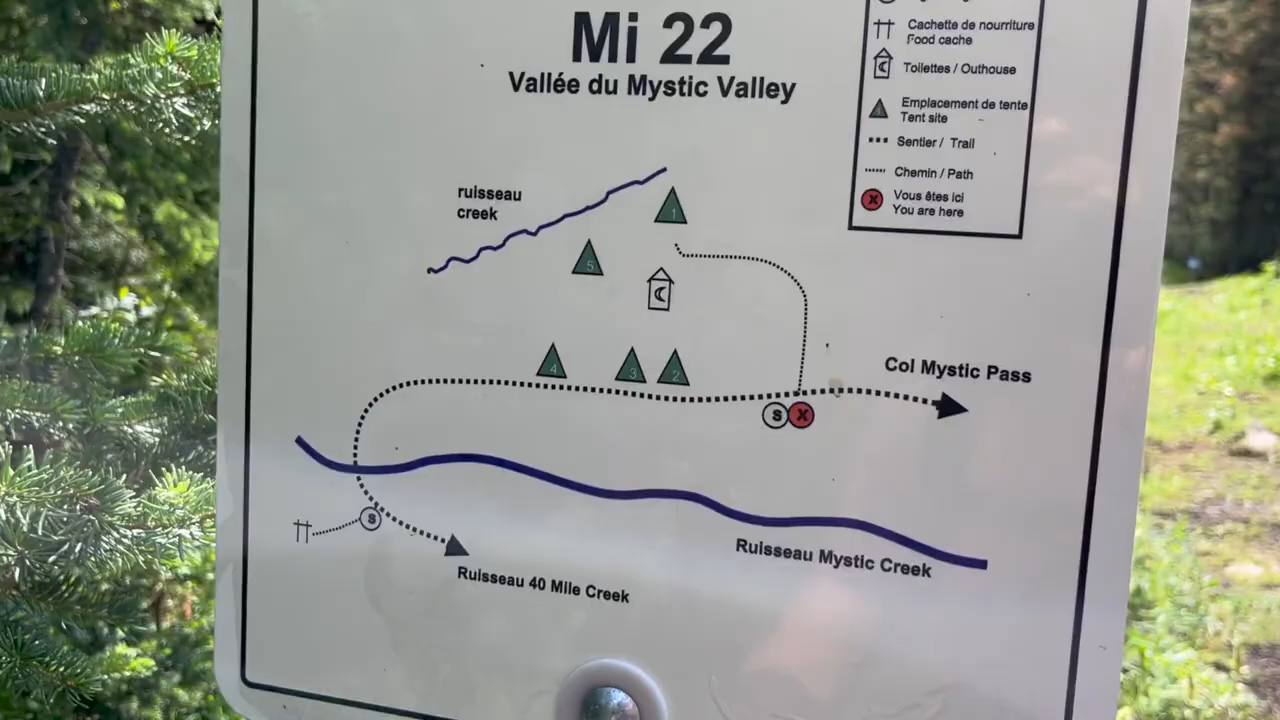 Mi 22
Vallée du Mystic Valley
Cachette de nourriture
Food cache
Toilettes / Outhouse
Emplacement de tente
Tent site
Sentier / Trail
Chemin / Path
X
Vous êtes ici
You are here
ruisseau
creek
1
5
4
3
2
Col Mystic Pass
S
X
S
Ruisseau Mystic Creek
Ruisseau 40 Mile Creek